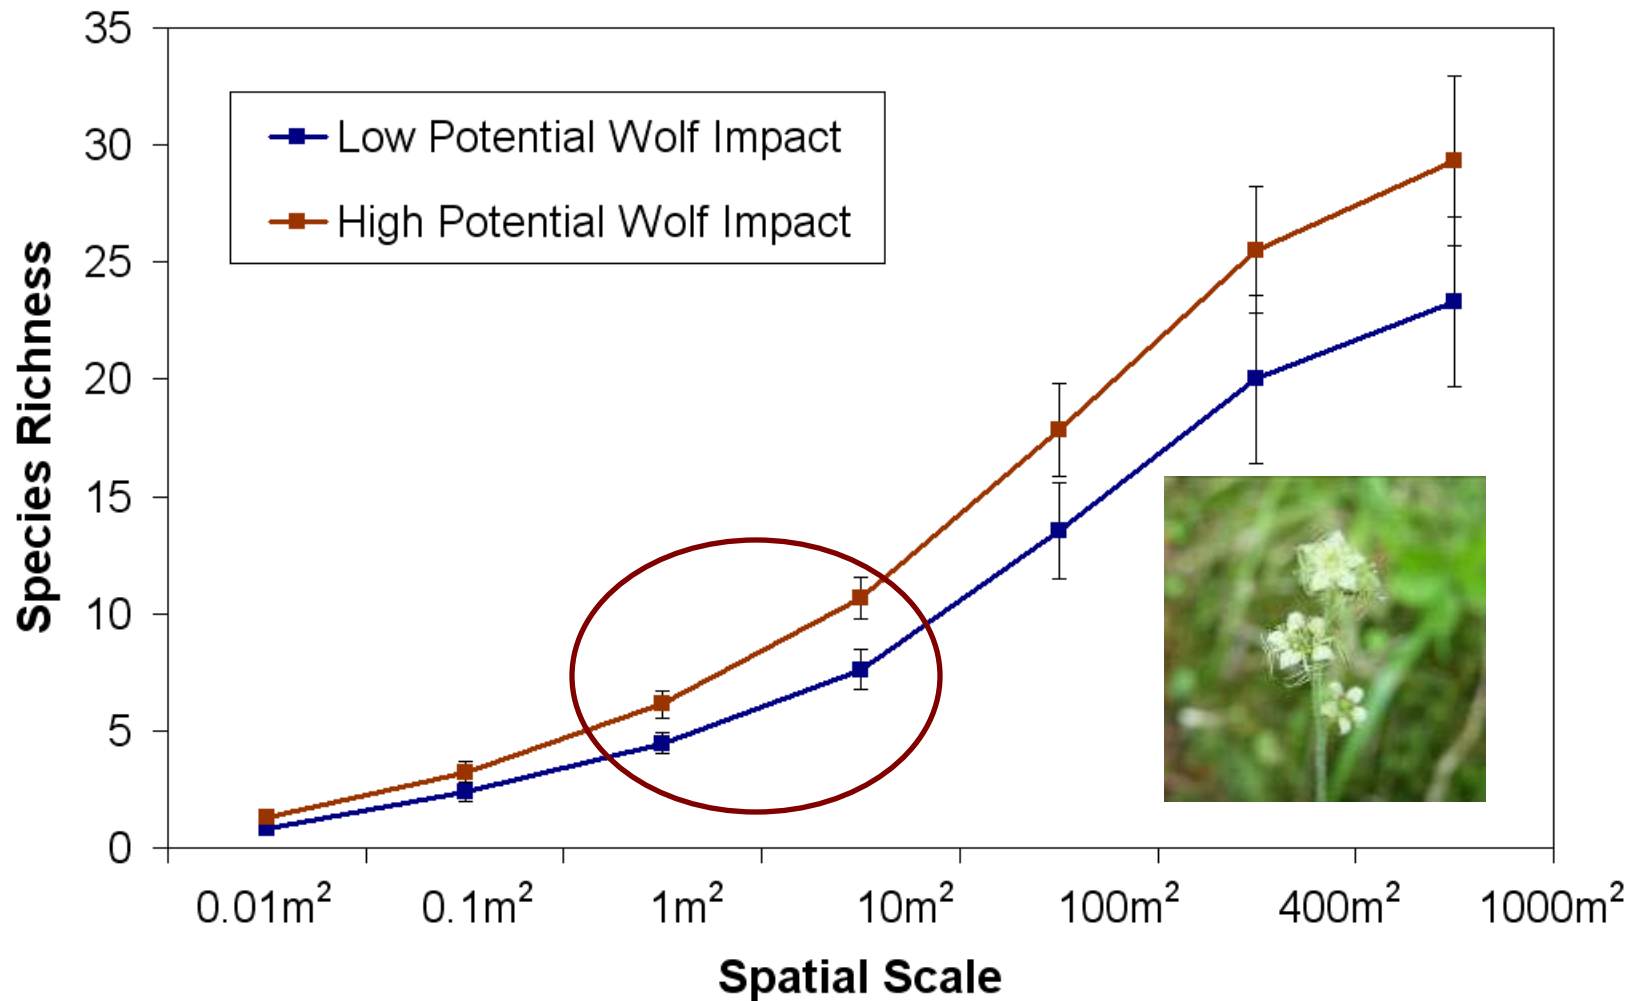 35
30
25
20
15
10
5
0
Species Richness
Low Potential Wolf Impact
High Potential Wolf Impact
0.01m² 0.1m² 1m² 10m² 100m² 400m² 1000m²
Spatial Scale